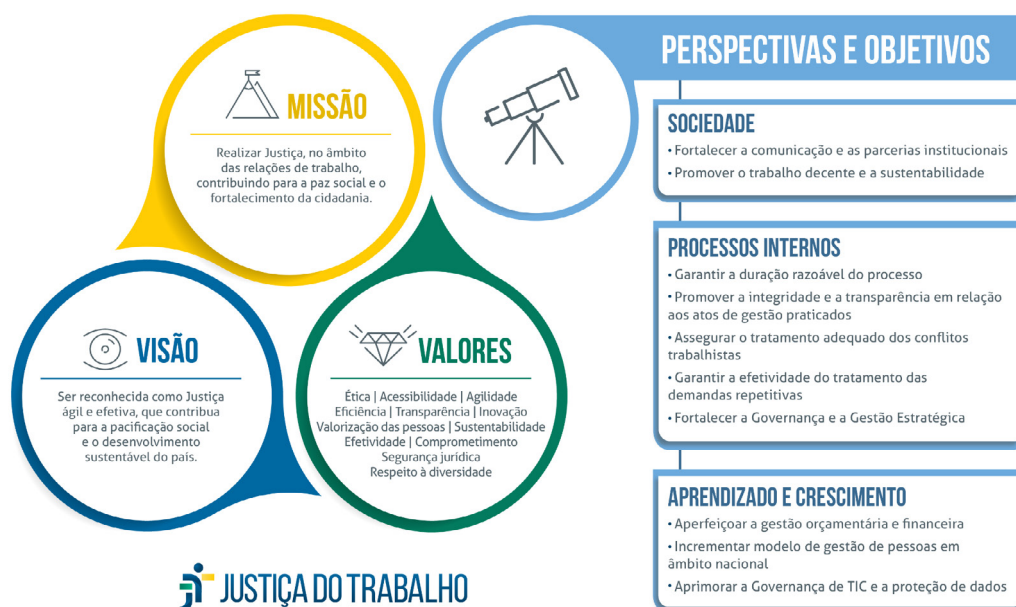 MISSÃO
Realizar Justiça, no âmbito
das relações de trabalho,
contribuindo para a paz social e o
fortalecimento da cidadania.
VISÃO
Ser reconhecida como Justiça
ágil e efetiva, que contribua
para a pacificação social
e o desenvolvimento
sustentável do país.
VALORES
Ética | Acessibilidade | Agilidade
Eficiência | Transparência | Inovação
Valorização das pessoas | Sustentabilidade
Efetividade | Comprometimento
Segurança jurídica
Respeito à diversidade
JUSTIÇA DO TRABALHO
PERSPECTIVAS E OBJETIVOS
SOCIEDADE
• Fortalecer a comunicação e as parcerias institucionais
• Promover o trabalho decente e a sustentabilidade
PROCESSOS INTERNOS
• Garantir a duração razoável do processo
• Promover a integridade e a transparência em relação
aos atos de gestão praticados
• Assegurar o tratamento adequado dos conflitos
trabalhistas
• Garantir a efetividade do tratamento das
demandas repetitivas
• Fortalecer a Governança e a Gestão Estratégica
APRENDIZADO E CRESCIMENTO
• Aperfeiçoar a gestão orçamentária e financeira
• Incrementar modelo de gestão de pessoas em
âmbito nacional
• Aprimorar a Governança de TIC e a proteção de dados